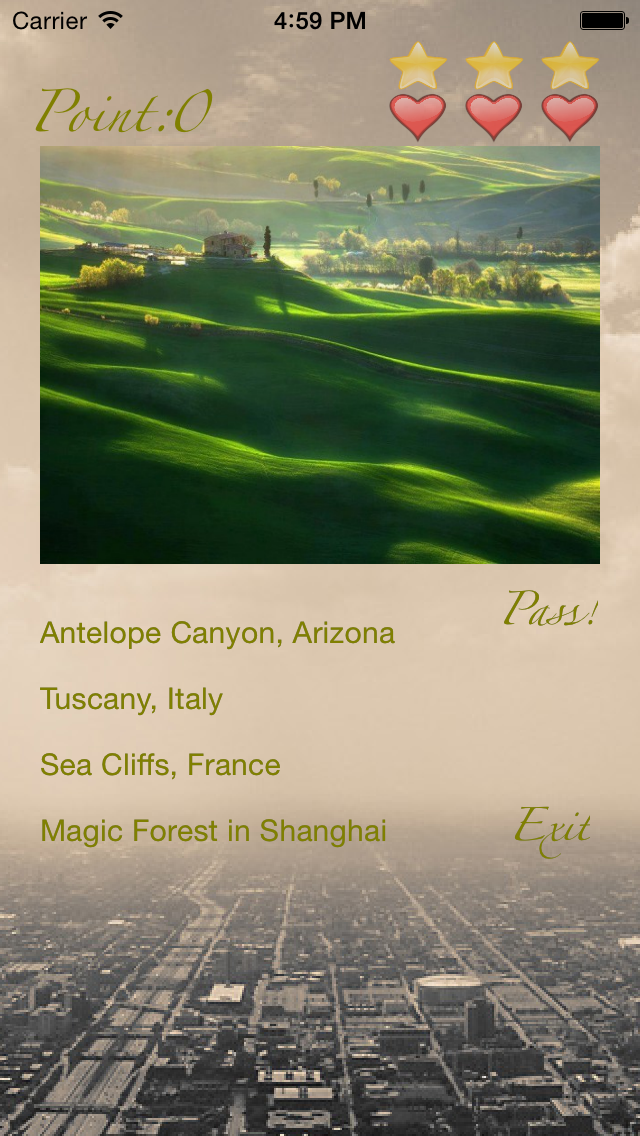 Carrier 4:59 PM
Point:0
Pass!
Antelope Canyon, Arizona
Tuscany, Italy
Sea Cliffs, France
Magic Forest in Shanghai
Exit